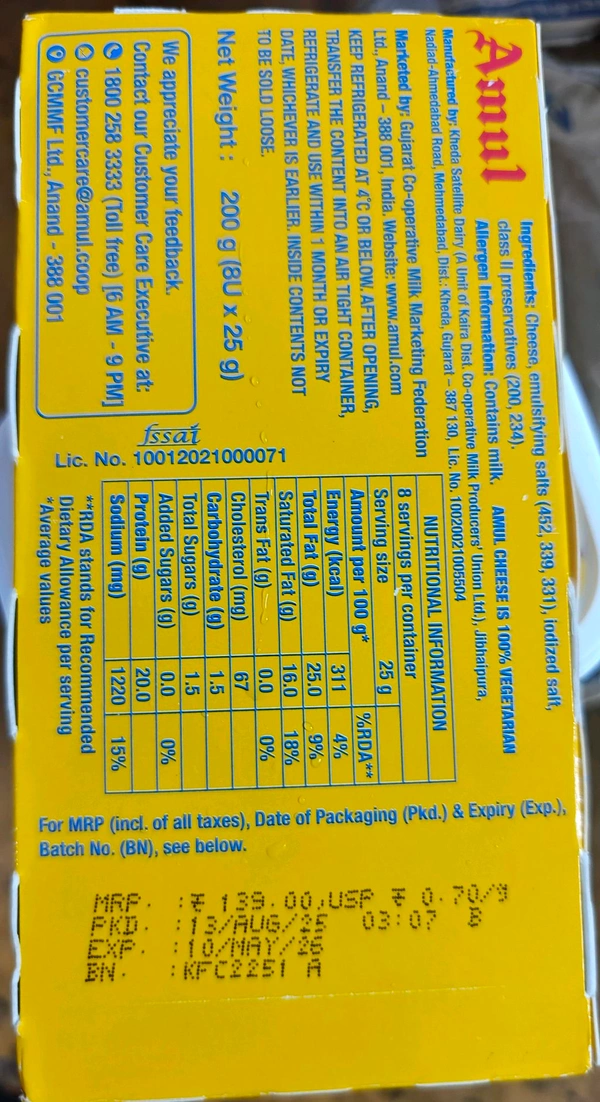 Amul
Ingredients: Cheese, emulsifying salts (452, 339, 331), iodized salt,
class II preservatives (200, 234).
Allergen Information: Contains milk. AMUL CHEESE IS 100% VEGETARIAN
Manufactured by: Kheda Satellite Dairy (A Unit of Kaira Dist. Co-operative Milk Producers' Union Ltd.), Jibhaipura,
Nadiad-Ahmedabad Road, Mehmedabad, Dist.: Kheda, Gujarat – 387 130, Lic. No. 10020021005504
Marketed by: Gujarat Co-operative Milk Marketing Federation
Ltd., Anand – 388 001, India. Website: www.amul.com
KEEP REFRIGERATED AT 4°C OR BELOW. AFTER OPENING,
TRANSFER THE CONTENT INTO AN AIR TIGHT CONTAINER,
REFRIGERATE AND USE WITHIN 1 MONTH OR EXPIRY
DATE, WHICHEVER IS EARLIER. INSIDE CONTENTS NOT
TO BE SOLD LOOSE.
Net Weight : 200 g (8U x 25 g)
We appreciate your feedback.
Contact our Customer Care Executive at:
1800 258 3333 (Toll free) [6 AM - 9 PM]
customercare@amul.coop
GCMMF Ltd., Anand - 388 001
fssai
Lic. No. 10012021000071
NUTRITIONAL INFORMATION
8 servings per container
Serving size 25 g
Amount per 100 g* %RDA**
Energy (kcal) 311 4%
Total Fat (g) 25.0 9%
Saturated Fat (g) 16.0 18%
Trans Fat (g) 0.0 0%
Cholesterol (mg) 67
Carbohydrate (g) 1.5
Total Sugars (g) 1.5
Added Sugars (g) 0.0 0%
Protein (g) 20.0
Sodium (mg) 1220 15%
**RDA stands for Recommended
Dietary Allowance per serving
*Average values
For MRP (incl. of all taxes), Date of Packaging (Pkd.) & Expiry (Exp.),
Batch No. (BN), see below.
MRP. :₹ 139.00,USP ₹ 0.70/g
PKD. :13/AUG/25 03:07 B
EXP. :10/MAY/26
BN. :KFC2251 A